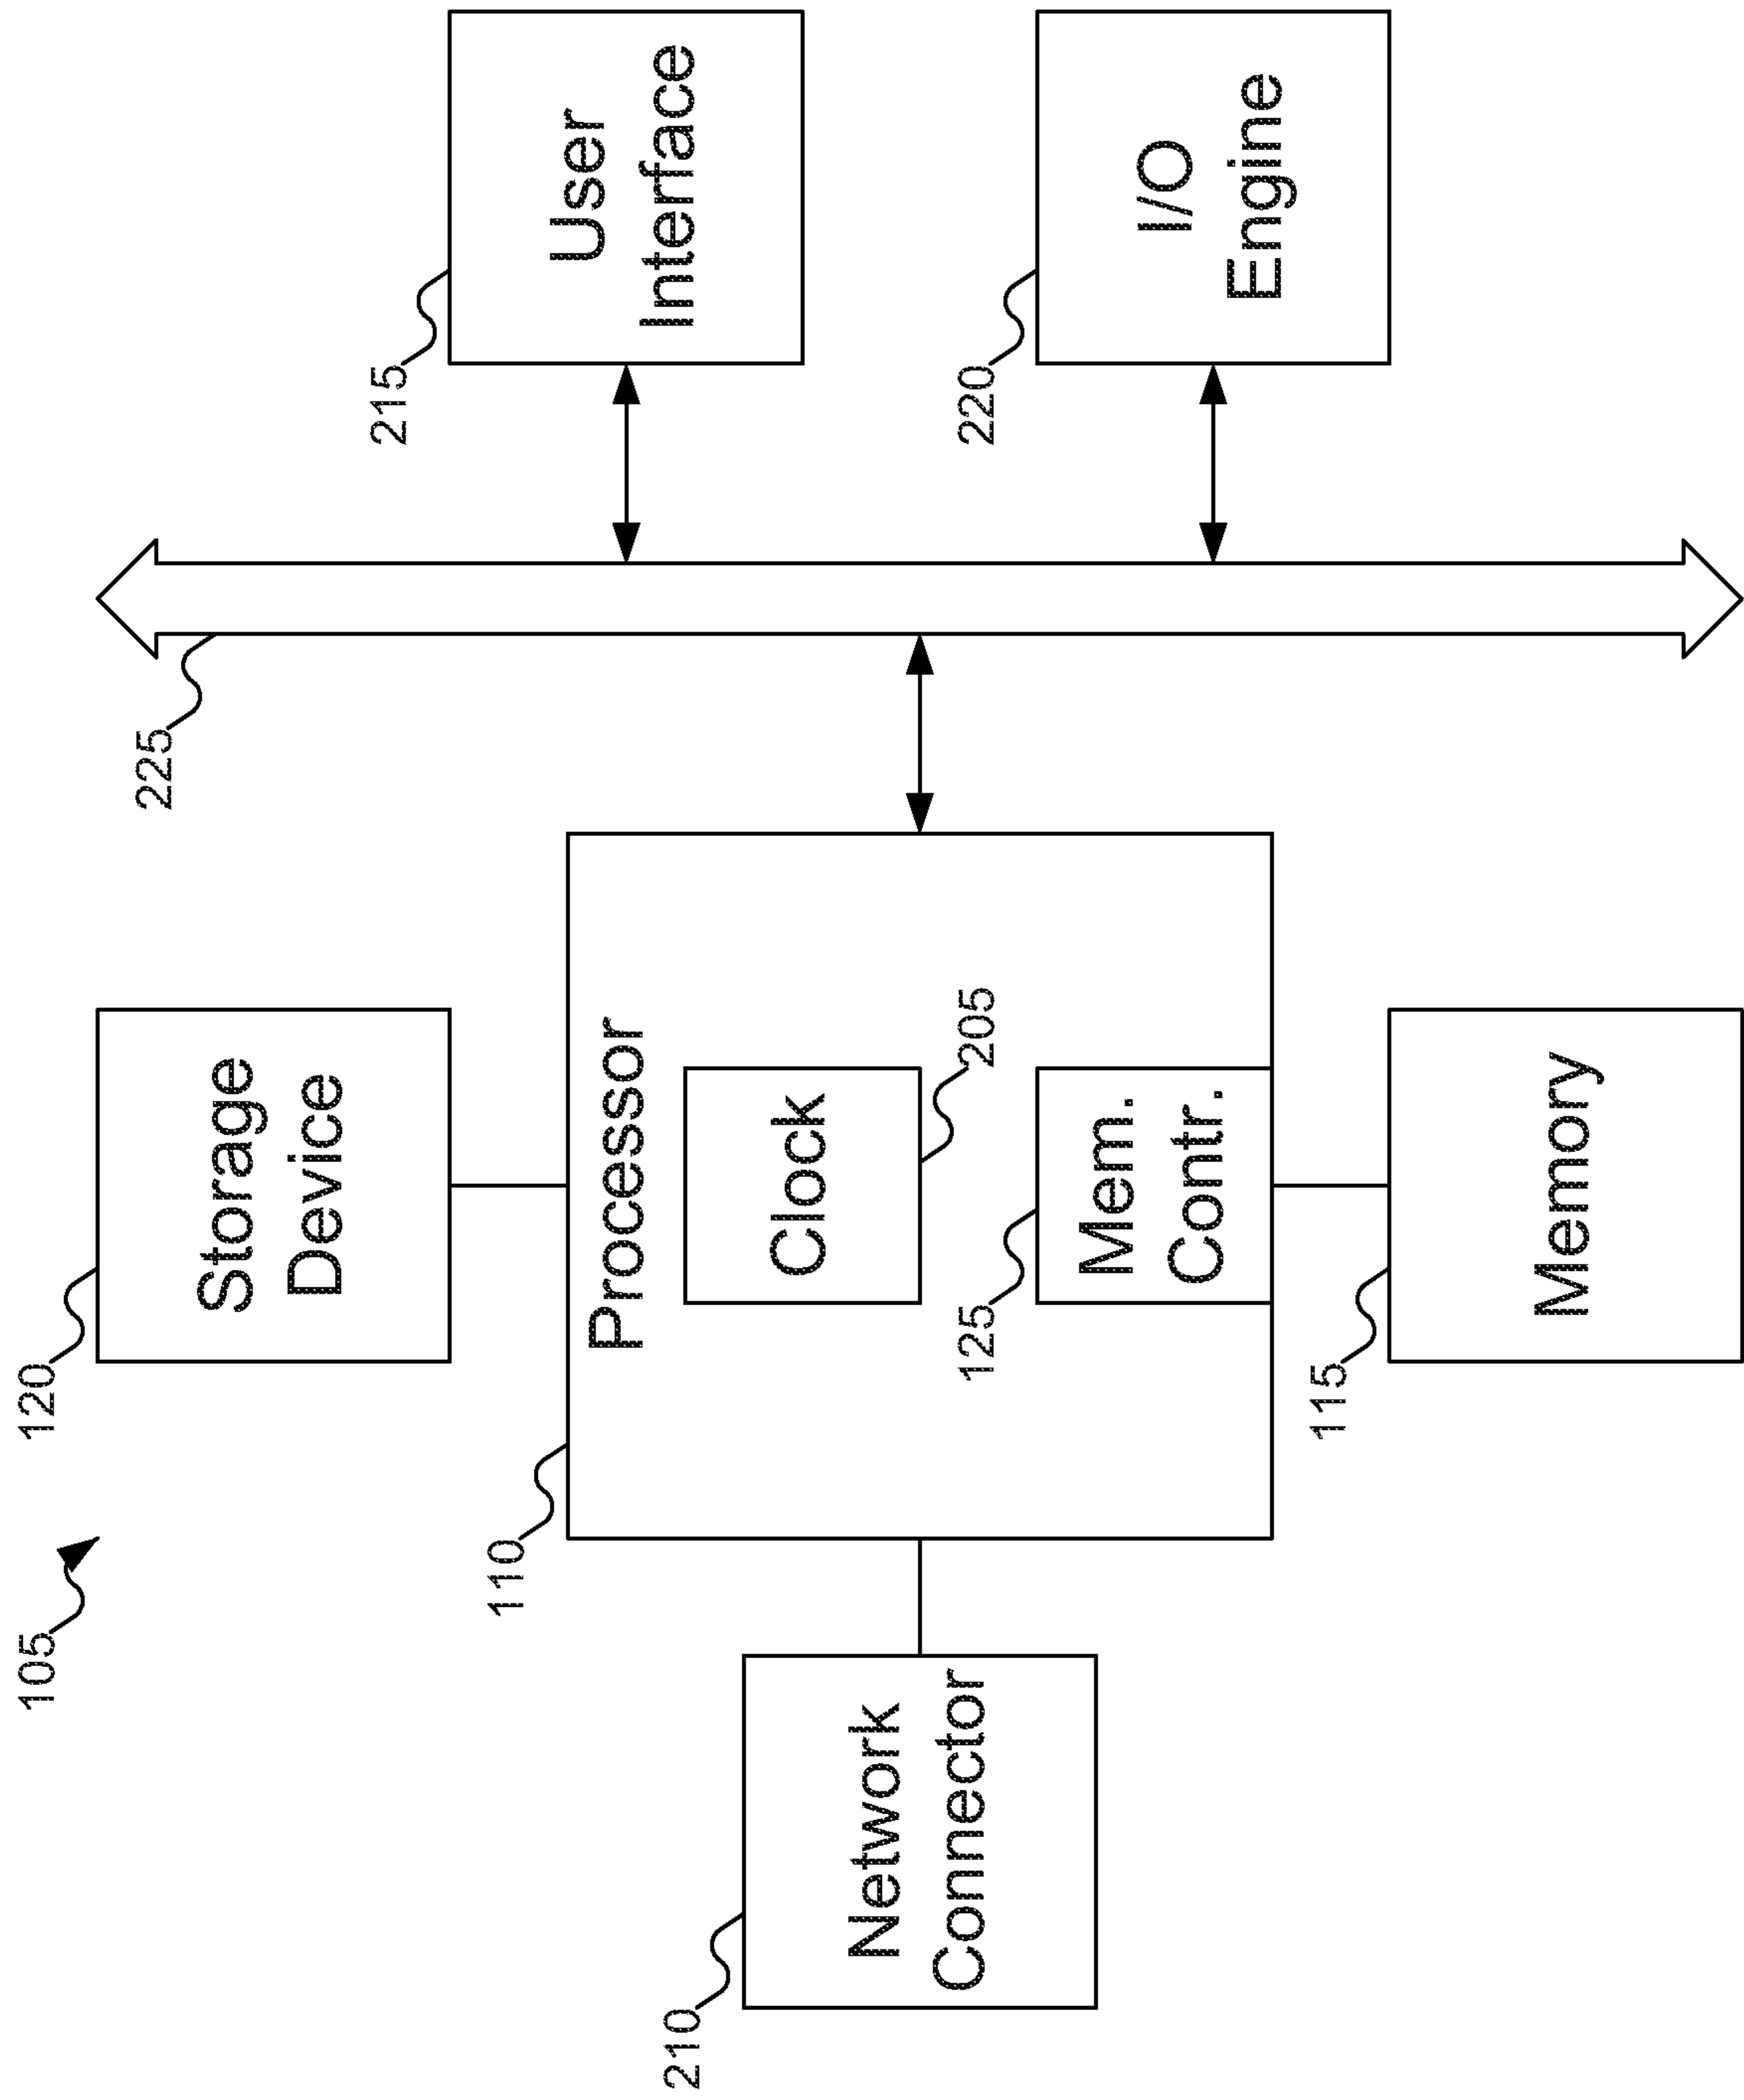 105
120
Storage
Device
225
110
Processor
215
User
Interface
210
Network
Connector
Clock
205
125
Mem.
Contr.
220
I/O
Engine
115
Memory